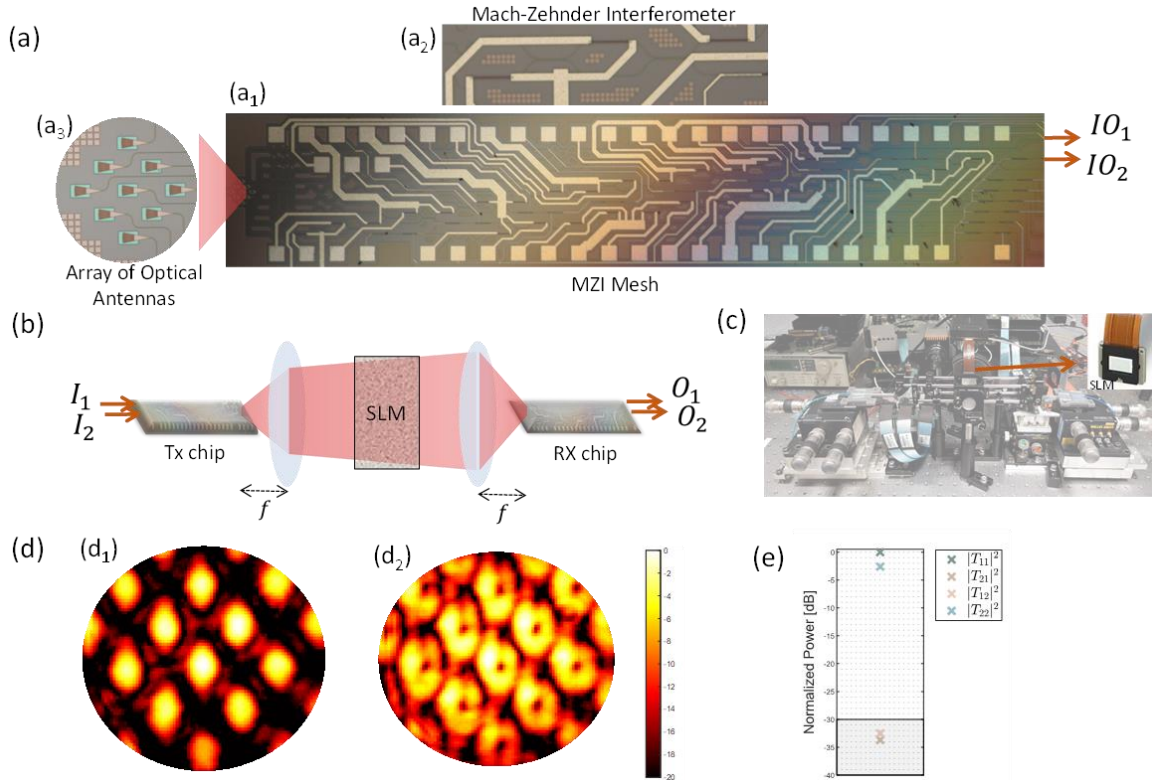 Mach-Zehnder Interferometer
(a)
(a₂)
(a₁)
(a₃)
IO₁
IO₂
Array of Optical
Antennas
MZI Mesh
(b)
(c)
I₁
I₂
SLM
O₁
O₂
Tx chip
RX chip
f
f
SLM
(d)
(d₁)
(d₂)
0
-2
-4
-6
-8
-10
-12
-14
-16
-18
-20
(e)
Normalized Power [dB]
0
-5
-10
-15
-20
-25
-30
-35
-40
|T₁₁|²
|T₂₁|²
|T₁₂|²
|T₂₂|²